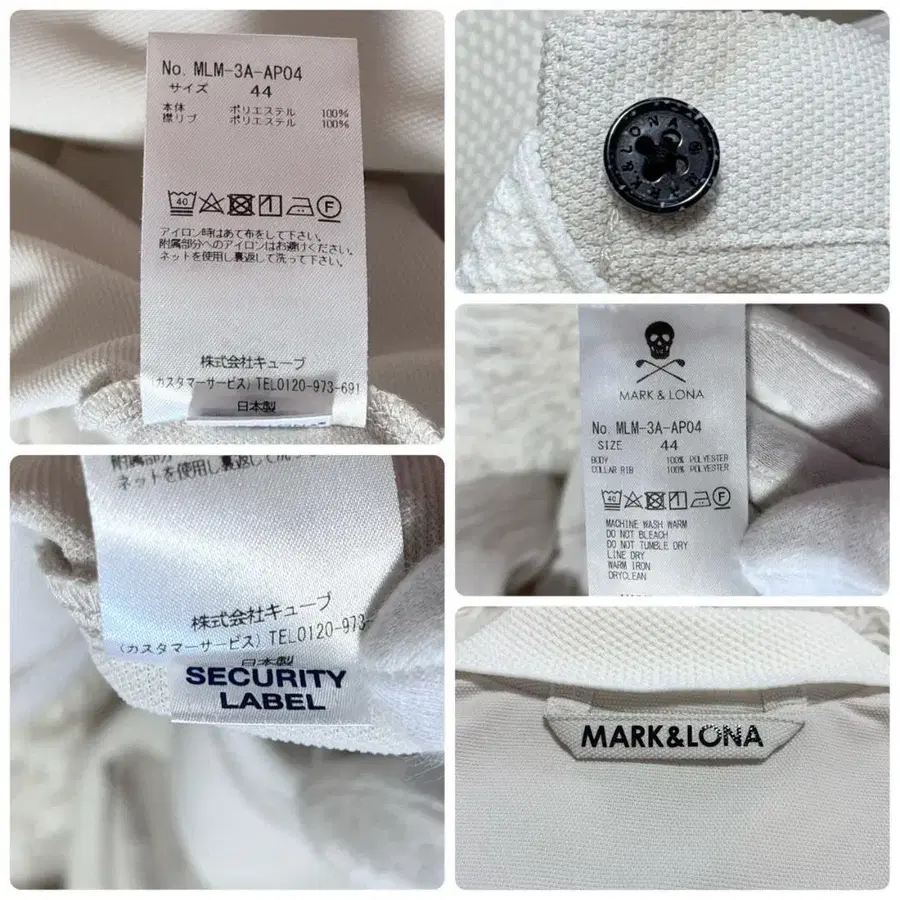 No. MLM-3A-AP04
サイズ 44
本体 ポリエステル 100%
襟リブ ポリエステル 100%
40
F
アイロン時はあて布をして下さい。
附属部分へのアイロンはお避けください。
ネットを使用し裏返して洗って下さい。
株式会社キューブ
(カスタマーサービス) TEL0120-973-691
日本製
MARK & LONA
MARK & LONA
No. MLM-3A-AP04
SIZE 44
BODY 100% POLYESTER
COLLAR RIB 100% POLYESTER
40
F
MACHINE WASH WARM
DO NOT BLEACH
DO NOT TUMBLE DRY
LINE DRY
WARM IRON
DRYCLEAN
ネットを使用し裏返して洗
株式会社キューブ
(カスタマーサービス) TEL0120-973-
日本製
SECURITY
LABEL
MARK&LONA